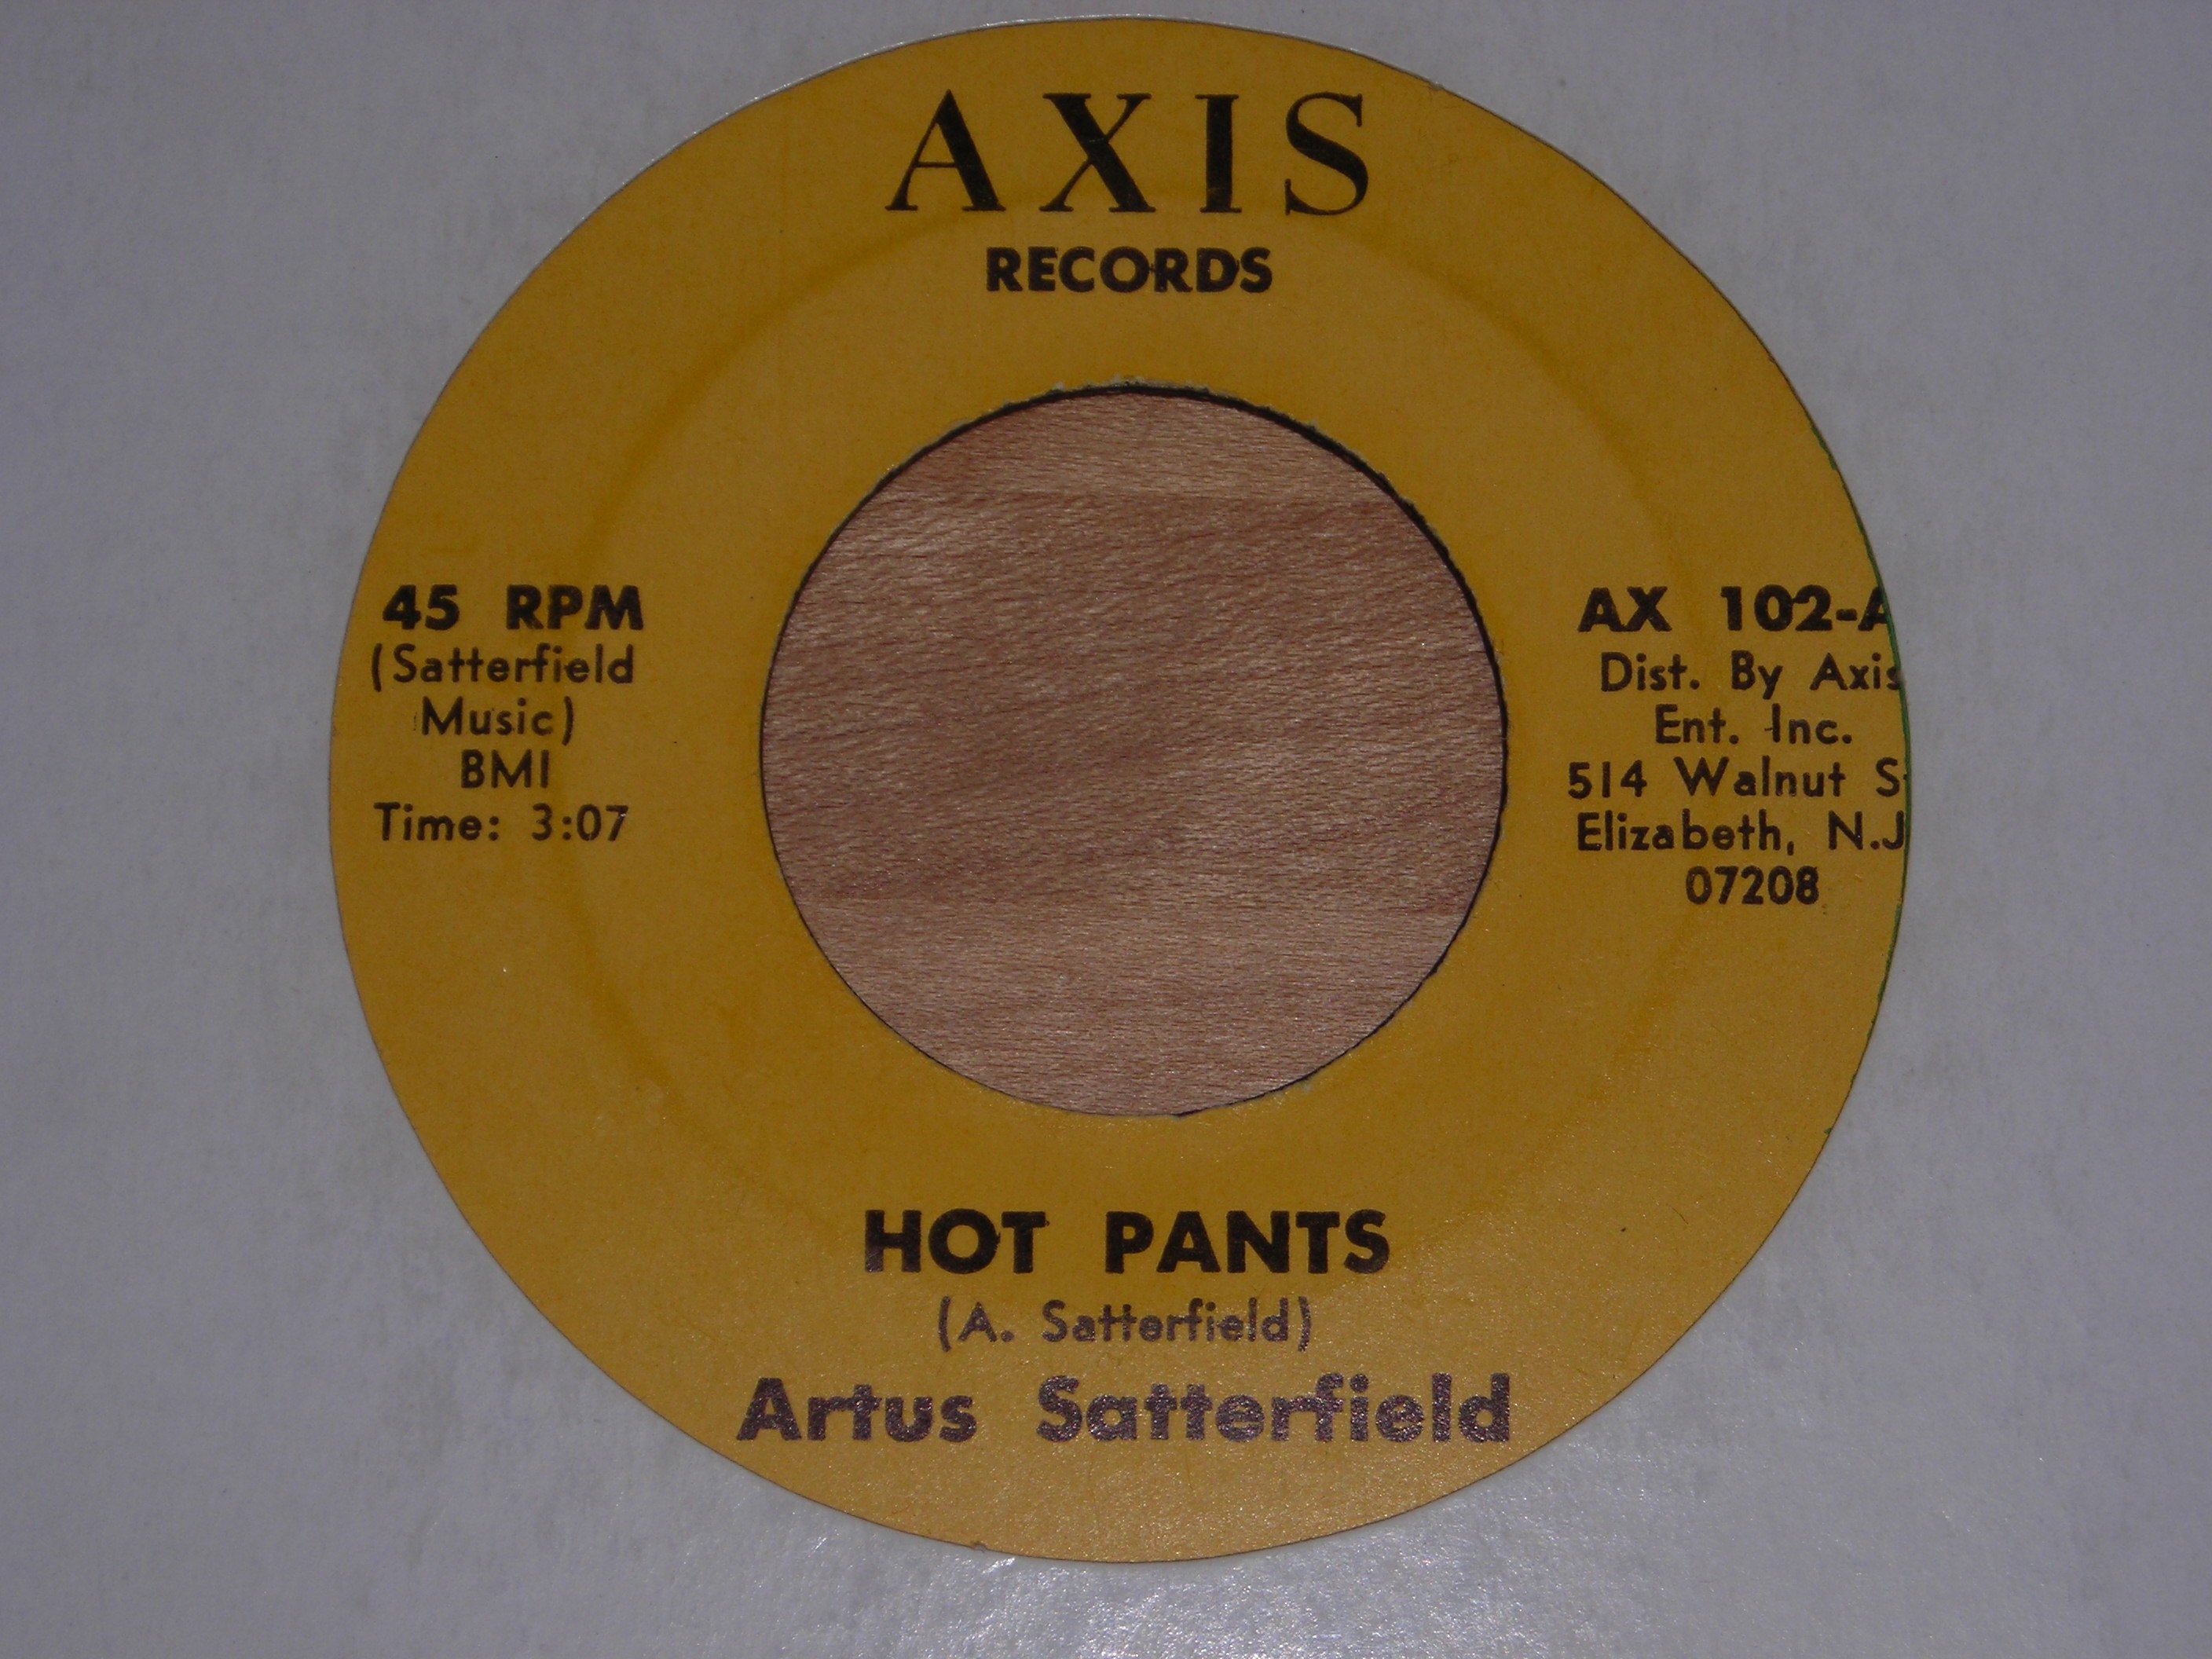 AXIS
RECORDS
45 RPM
(Satterfield
Music)
BMI
Time: 3:07
AX 102-A
Dist. By Axis
Ent. Inc.
514 Walnut S
Elizabeth, N.J
07208
HOT PANTS
(A. Satterfield)
Artus Satterfield